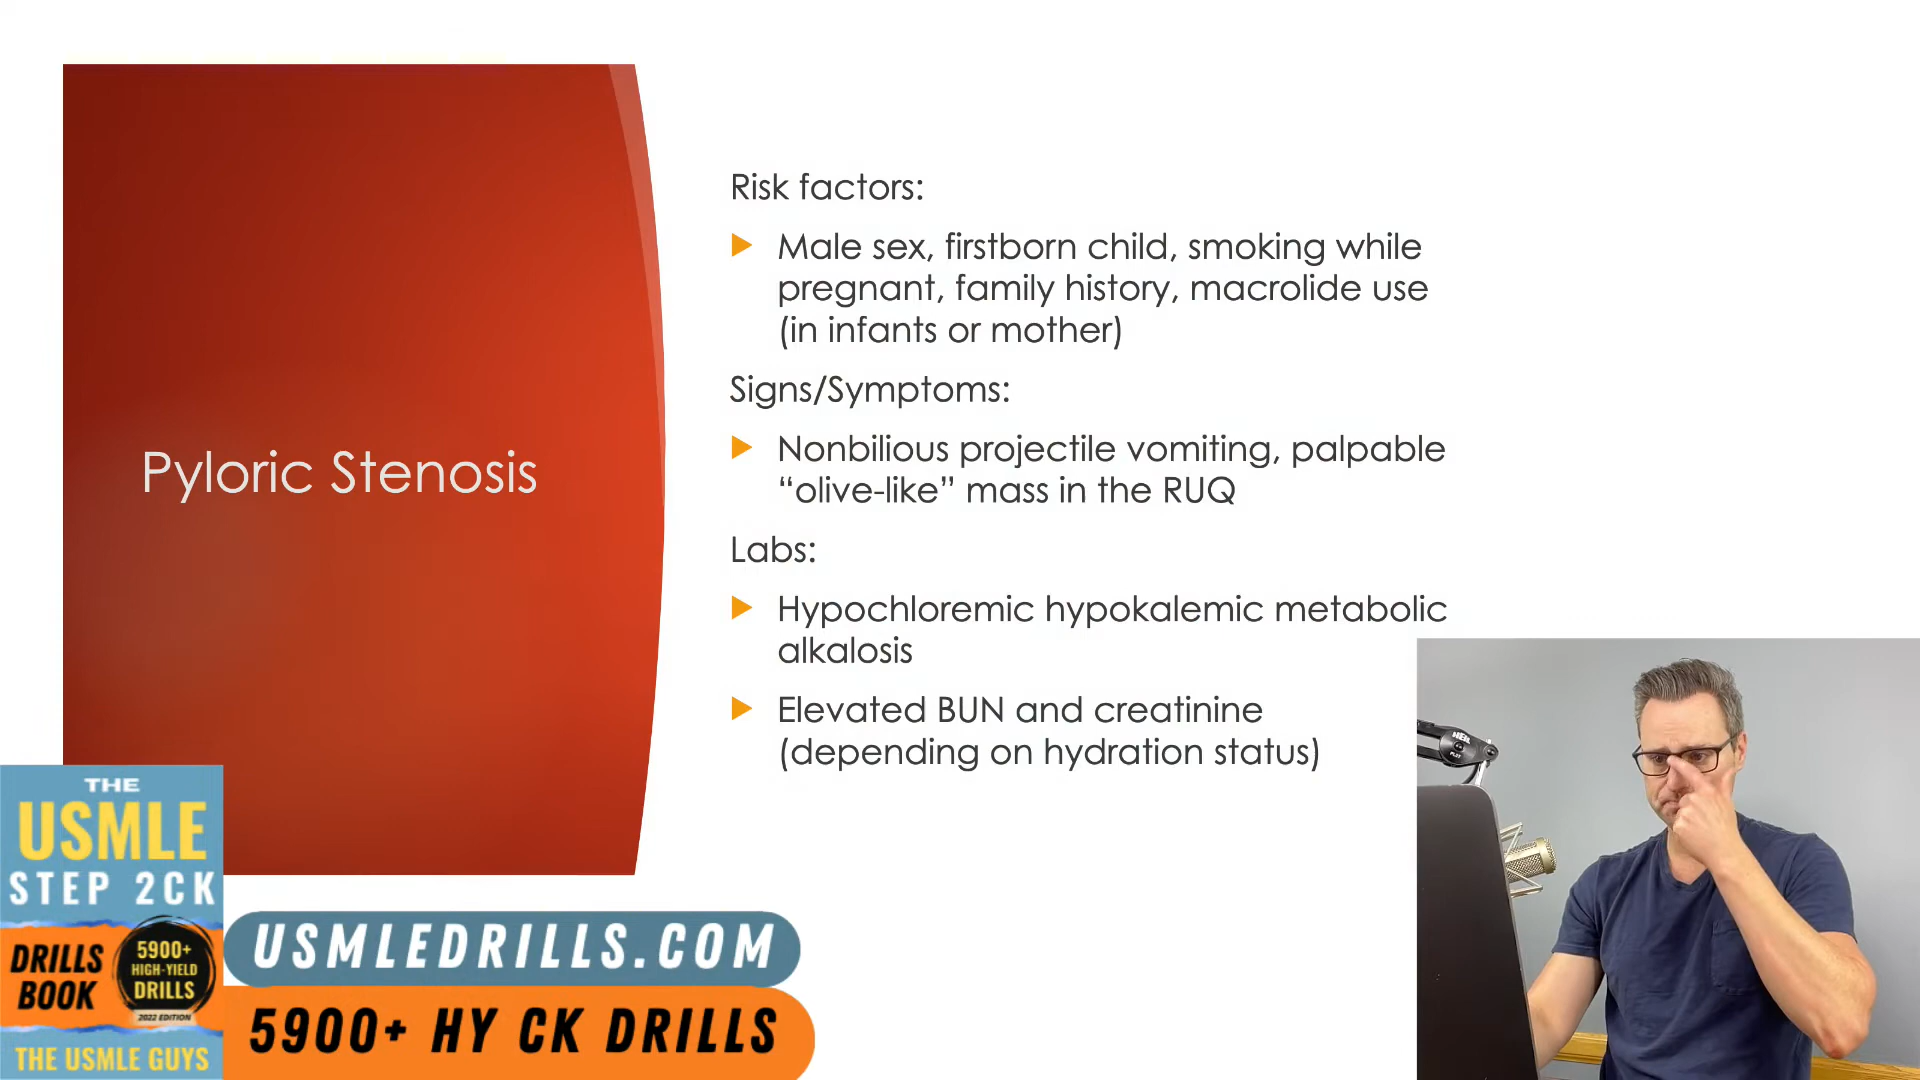 Pyloric Stenosis
Risk factors:
Male sex, firstborn child, smoking while
pregnant, family history, macrolide use
(in infants or mother)
Signs/Symptoms:
Nonbilious projectile vomiting, palpable
“olive-like” mass in the RUQ
Labs:
Hypochloremic hypokalemic metabolic
alkalosis
Elevated BUN and creatinine
(depending on hydration status)
THE
USMLE
STEP 2CK
DRILLS
BOOK
5900+
HIGH-YIELD
DRILLS
2022 EDITION
THE USMLE GUYS
USMLEDRILLS.COM
5900+ HY CK DRILLS